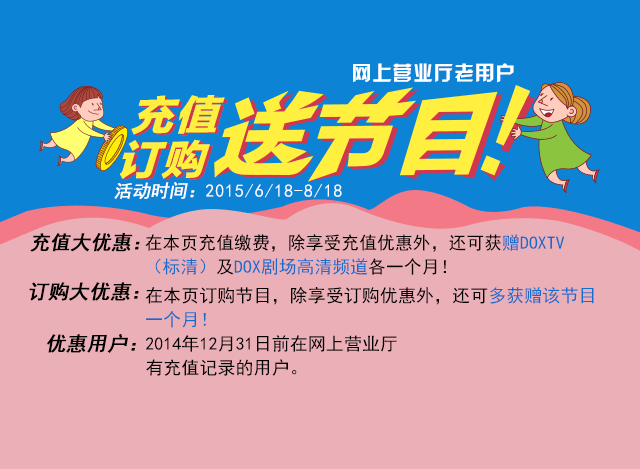 网上营业厅老用户
充值
订购
送节目!
活动时间：2015/6/18-8/18
充值大优惠：在本页充值缴费，除享受充值优惠外，还可获赠DOXTV
（标清）及DOX剧场高清频道各一个月！
订购大优惠：在本页订购节目，除享受订购优惠外，还可多获赠该节目
一个月！
优惠用户：2014年12月31日前在网上营业厅
有充值记录的用户。